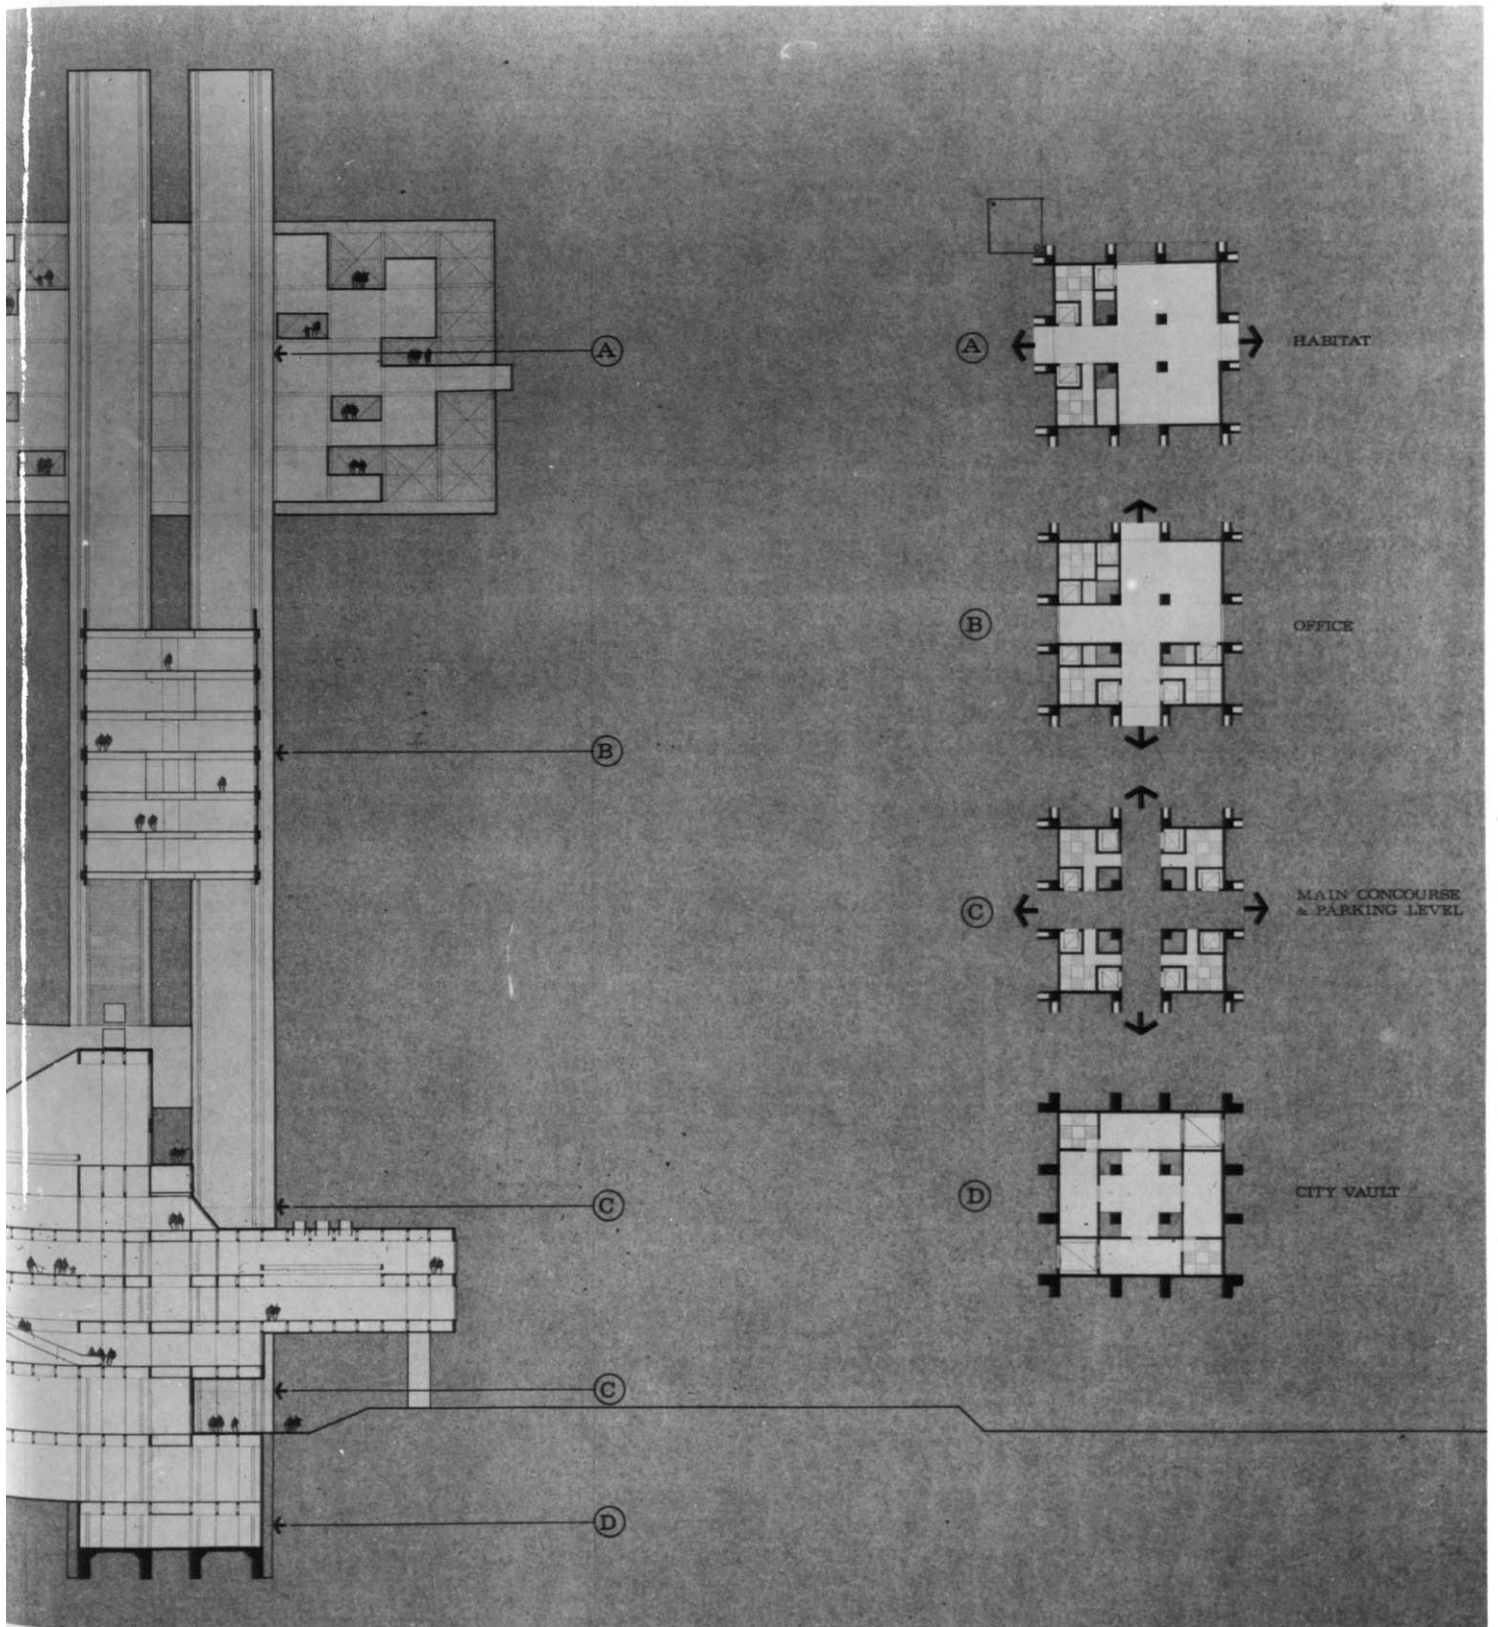 A
A
HABITAT
B
OFFICE
B
C
MAIN CONCOURSE
& PARKING LEVEL
D
CITY VAULT
C
C
D